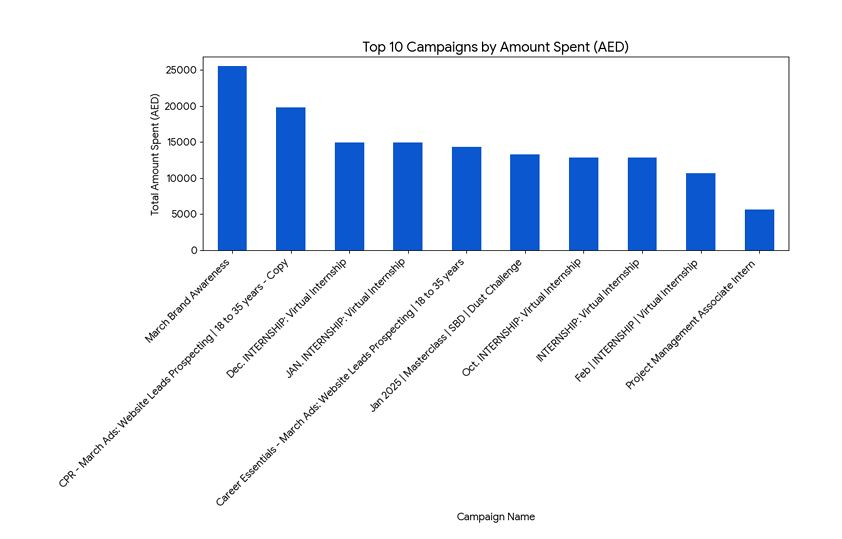 Top 10 Campaigns by Amount Spent (AED)
Total Amount Spent (AED)
25000
20000
15000
10000
5000
0
March Brand Awareness
CPR - March Ads: Website Leads Prospecting | 18 to 35 years - Copy
Dec. INTERNSHIP: Virtual Internship
JAN. INTERNSHIP: Virtual Internship
Career Essentials - March Ads: Website Leads Prospecting | 18 to 35 years
Jan 2025 | Masterclass | SBD | Dust Challenge
Oct. INTERNSHIP: Virtual Internship
INTERNSHIP: Virtual Internship
Feb | INTERNSHIP | Virtual Internship
Project Management Associate Intern
Campaign Name